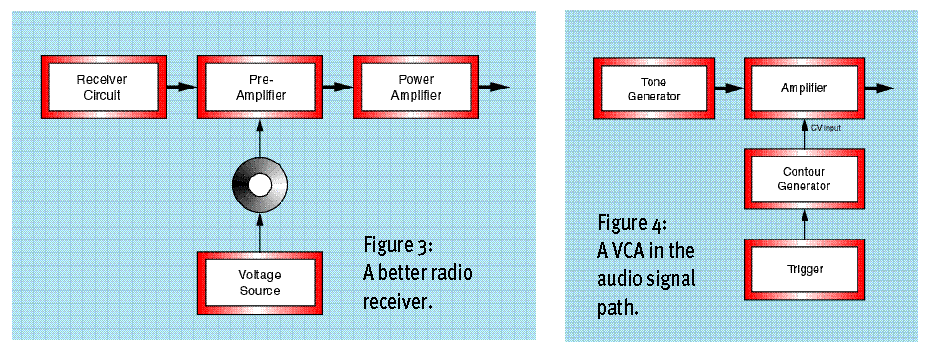 Receiver
Circuit
Pre-
Amplifier
Power
Amplifier
Voltage
Source
Figure 3:
A better radio
receiver.
Tone
Generator
Amplifier
CV input
Contour
Generator
Trigger
Figure 4:
A VCA in the
audio signal
path.